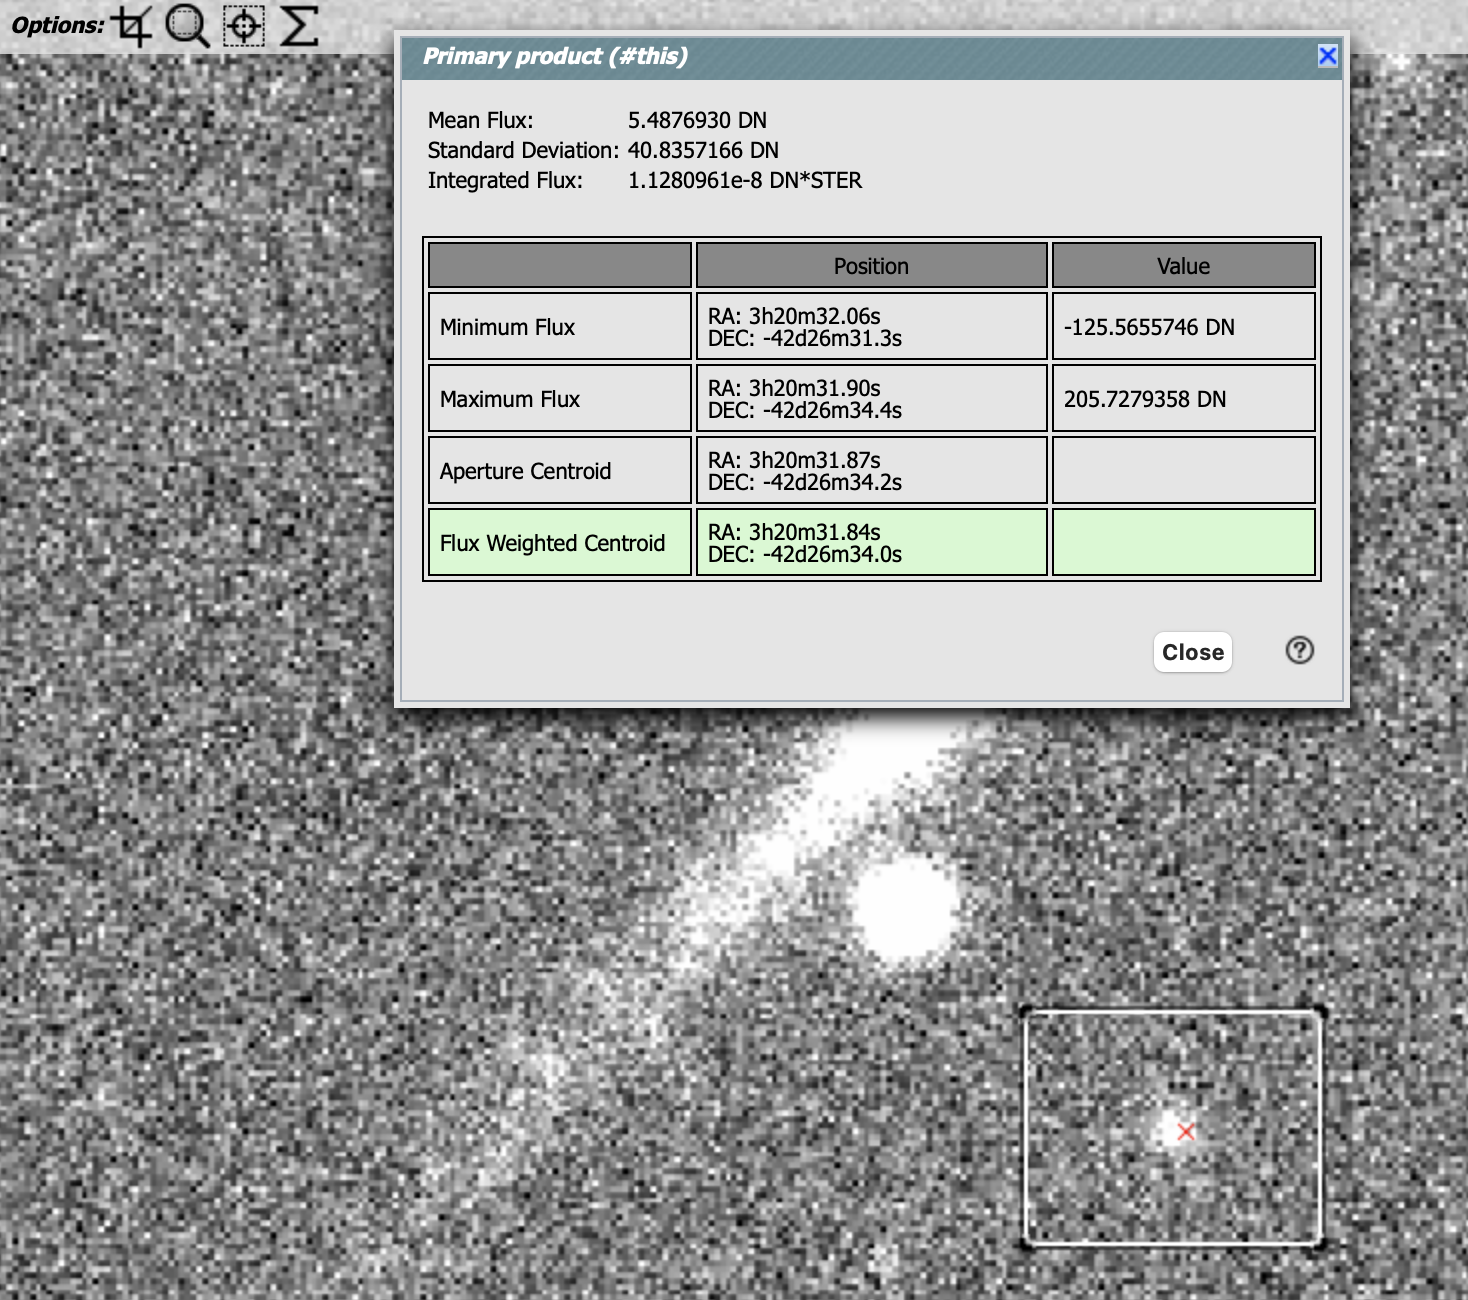 Options:
Primary product (#this)
Mean Flux: 5.4876930 DN
Standard Deviation: 40.8357166 DN
Integrated Flux: 1.1280961e-8 DN*STER
Position Value
Minimum Flux
RA: 3h20m32.06s
DEC: -42d26m31.3s
-125.5655746 DN
Maximum Flux
RA: 3h20m31.90s
DEC: -42d26m34.4s
205.7279358 DN
Aperture Centroid
RA: 3h20m31.87s
DEC: -42d26m34.2s
Flux Weighted Centroid
RA: 3h20m31.84s
DEC: -42d26m34.0s
Close